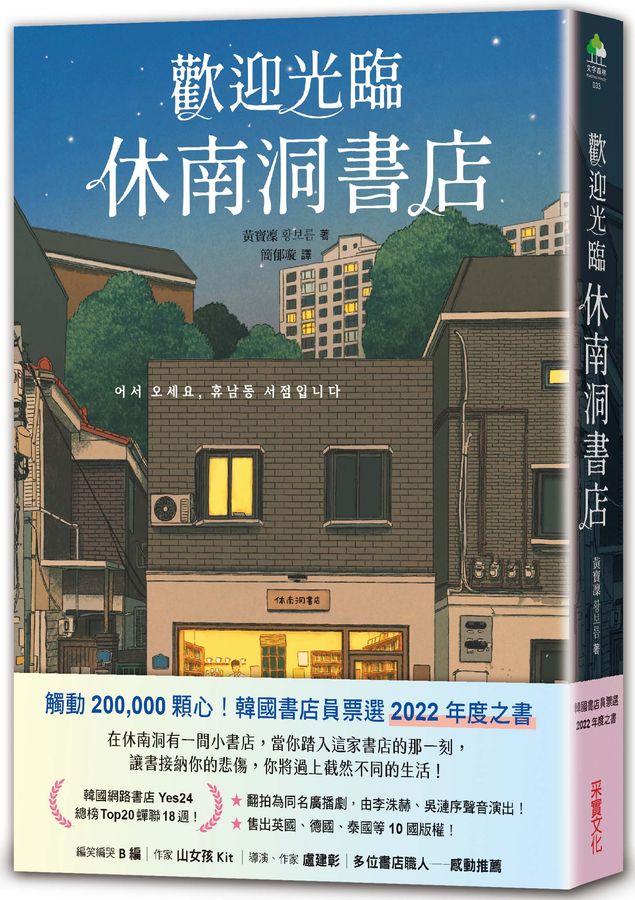 歡迎光臨
休南洞書店
黃寶凜 황보름 著
簡郁璇 譯
어서 오세요, 휴남동 서점입니다
休南洞書店
觸動 200,000 顆心！韓國書店員票選 2022 年度之書
在休南洞有一間小書店，當你踏入這家書店的那一刻，
讓書接納你的悲傷，你將過上截然不同的生活！
韓國網路書店 Yes24
總榜 Top20 蟬聯 18 週！
★ 翻拍為同名廣播劇，由李洙赫、吳漣序聲音演出！
★ 售出英國、德國、泰國等 10 國版權！
編笑編哭 B 編｜作家 山女孩 Kit｜導演、作家 盧建彰｜多位書店職人──感動推薦
文字森林
033
歡迎光臨 休南洞書店
黃寶凜 황보름 著
韓國書店員票選
2022 年度之書
采實文化